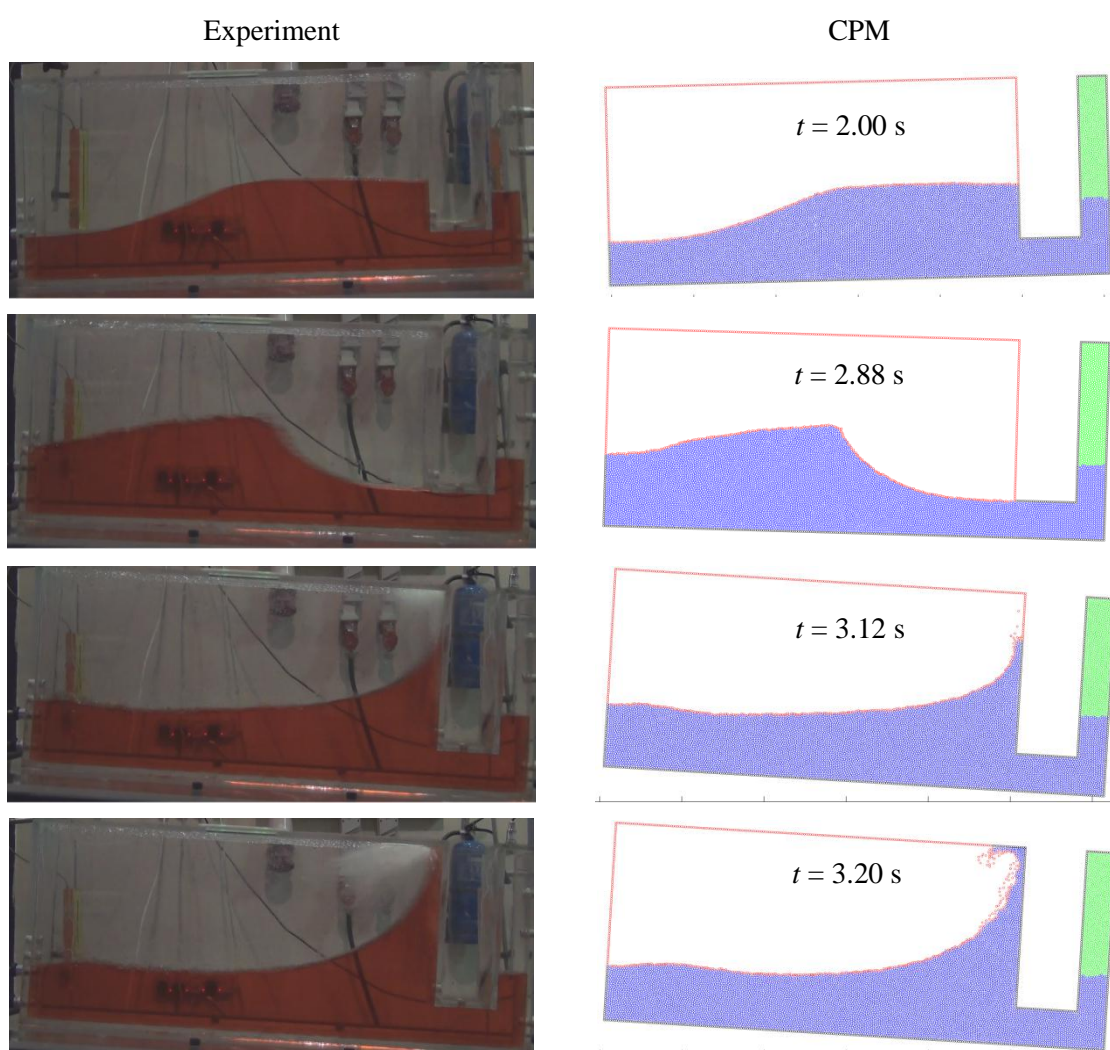 Experiment CPM
t = 2.00 s
t = 2.88 s
t = 3.12 s
t = 3.20 s